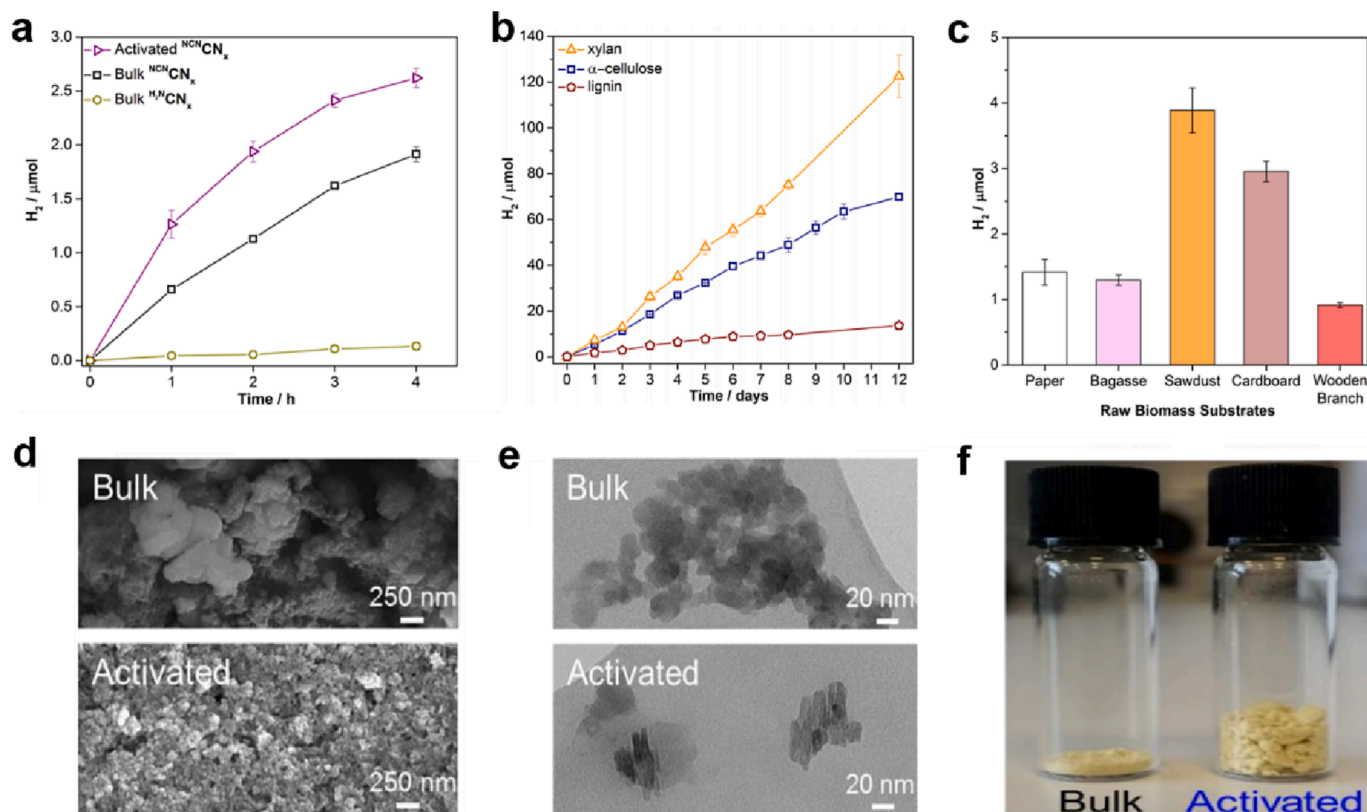 a
H₂ / μmol
3.0
2.5
2.0
1.5
1.0
0.5
0.0
Activated ᴺᶜᴺCNₓ
Bulk ᴺᶜᴺCNₓ
Bulk ᴴ²ᴺCNₓ
0 1 2 3 4
Time / h
b
H₂ / μmol
140
120
100
80
60
40
20
0
xylan
α-cellulose
lignin
0 1 2 3 4 5 6 7 8 9 10 11 12
Time / days
c
H₂ / μmol
5
4
3
2
1
0
Paper Bagasse Sawdust Cardboard Wooden
Branch
Raw Biomass Substrates
d
Bulk
250 nm
Activated
250 nm
e
Bulk
20 nm
Activated
20 nm
f
Bulk Activated